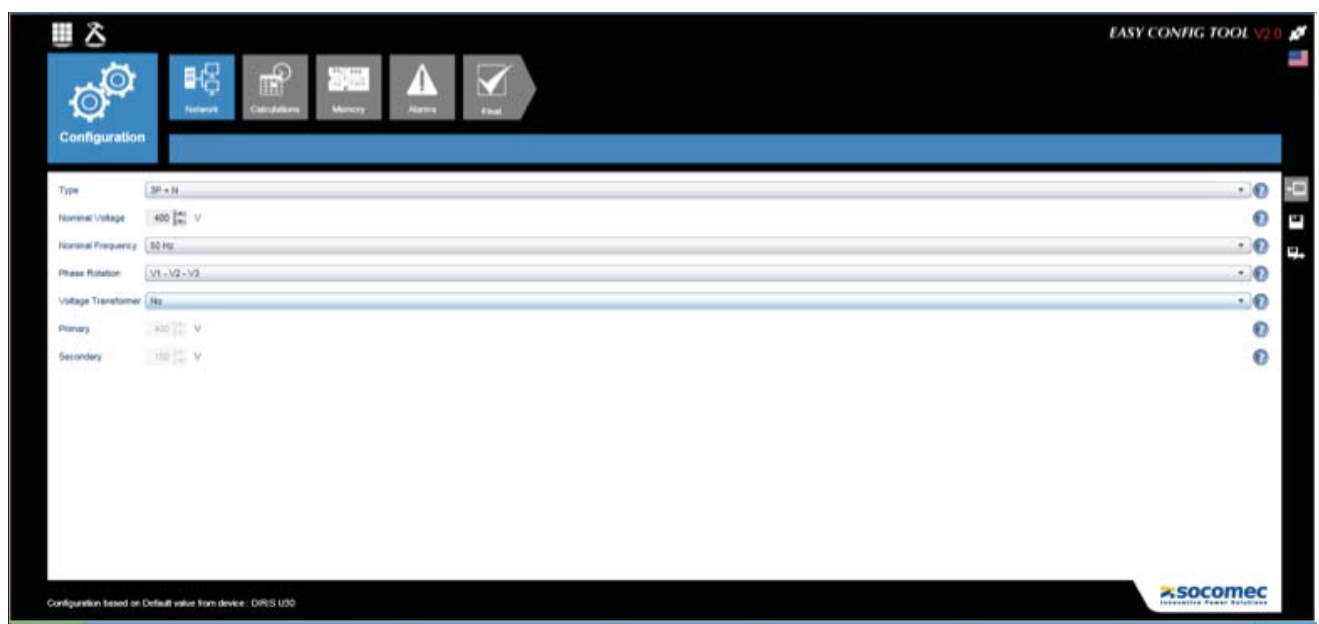 EASY CONFIG TOOL V2.0
Configuration
Network
Calculations
Memory
Alarms
Final
Type 3P + N
Nominal Voltage 400 V
Nominal Frequency 50 Hz
Phase Rotation V1 - V2 - V3
Voltage Transformer No
Primary 400 V
Secondery 100 V
Configuration based on Default value from device : DIRIS U30
socomec
Innovative Power Solutions